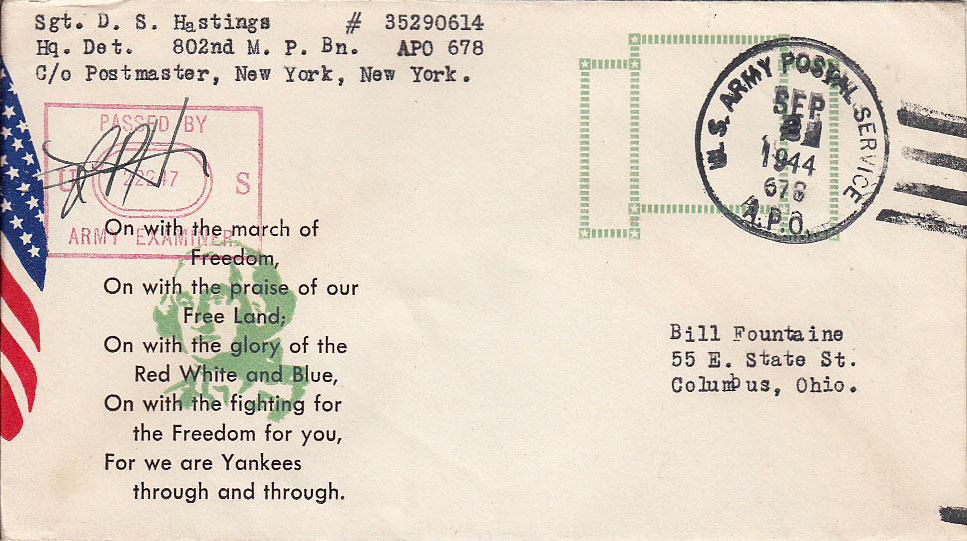 Sgt. D. S. Hastings # 35290614
Hq. Det. 802nd M. P. Bn. APO 678
C/o Postmaster, New York, New York.
PASSED BY
U S
ARMY EXAMINER
U. S. ARMY POSTAL SERVICE
SEP
1944
678
A.P.O.
On with the march of
Freedom,
On with the praise of our
Free Land;
On with the glory of the
Red White and Blue,
On with the fighting for
the Freedom for you,
For we are Yankees
through and through.
Bill Fountaine
55 E. State St.
Columbus, Ohio.